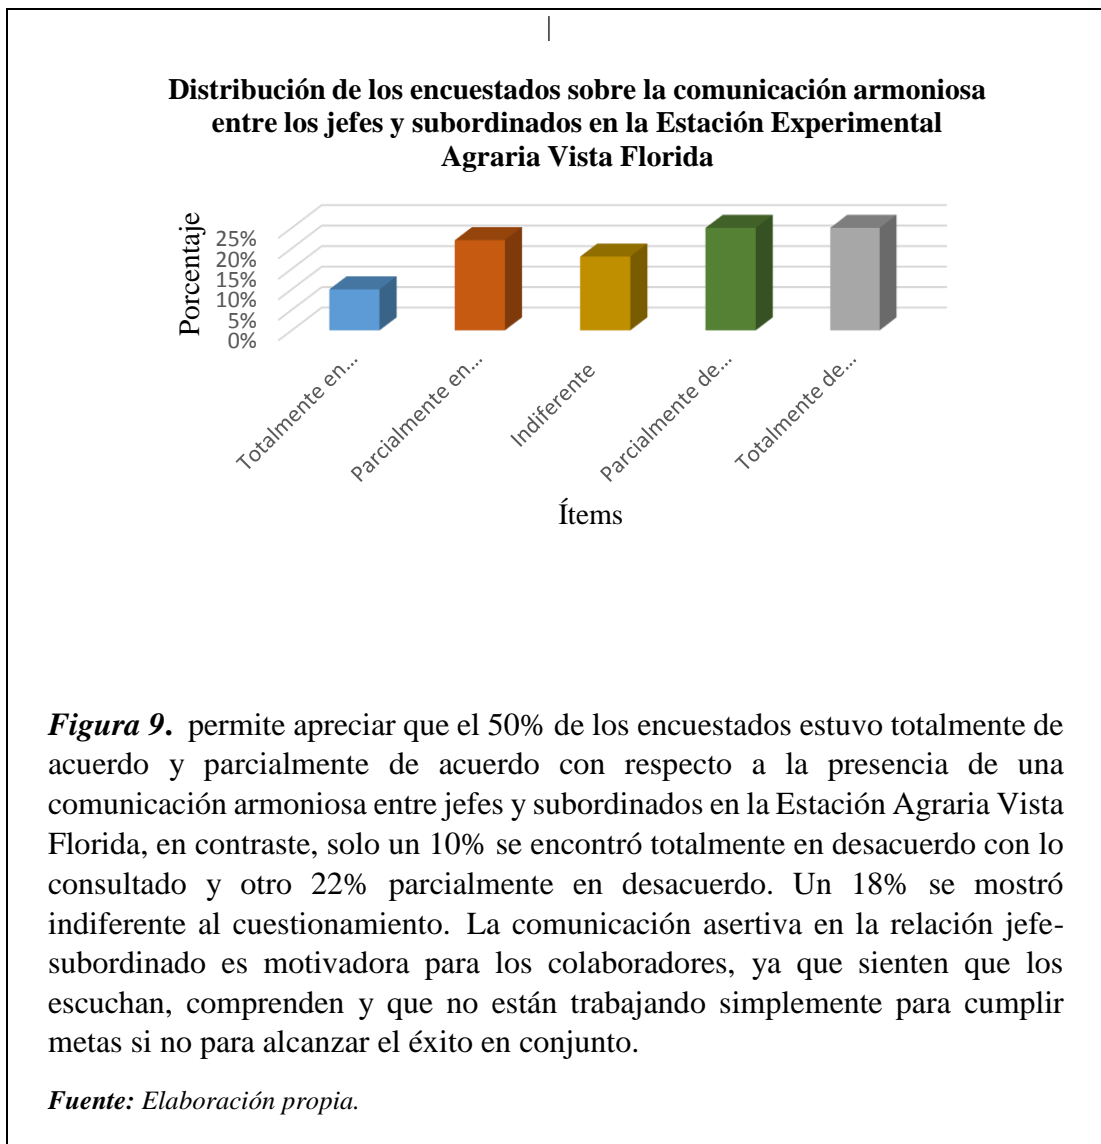 Distribución de los encuestados sobre la comunicación armoniosa
entre los jefes y subordinados en la Estación Experimental
Agraria Vista Florida
Porcentaje
25%
20%
15%
10%
5%
0%
Totalmente en...
Parcialmente en...
Indiferente
Parcialmente de...
Totalmente de...
Ítems
Figura 9. permite apreciar que el 50% de los encuestados estuvo totalmente de
acuerdo y parcialmente de acuerdo con respecto a la presencia de una
comunicación armoniosa entre jefes y subordinados en la Estación Agraria Vista
Florida, en contraste, solo un 10% se encontró totalmente en desacuerdo con lo
consultado y otro 22% parcialmente en desacuerdo. Un 18% se mostró
indiferente al cuestionamiento. La comunicación asertiva en la relación jefe-
subordinado es motivadora para los colaboradores, ya que sienten que los
escuchan, comprenden y que no están trabajando simplemente para cumplir
metas si no para alcanzar el éxito en conjunto.
Fuente: Elaboración propia.